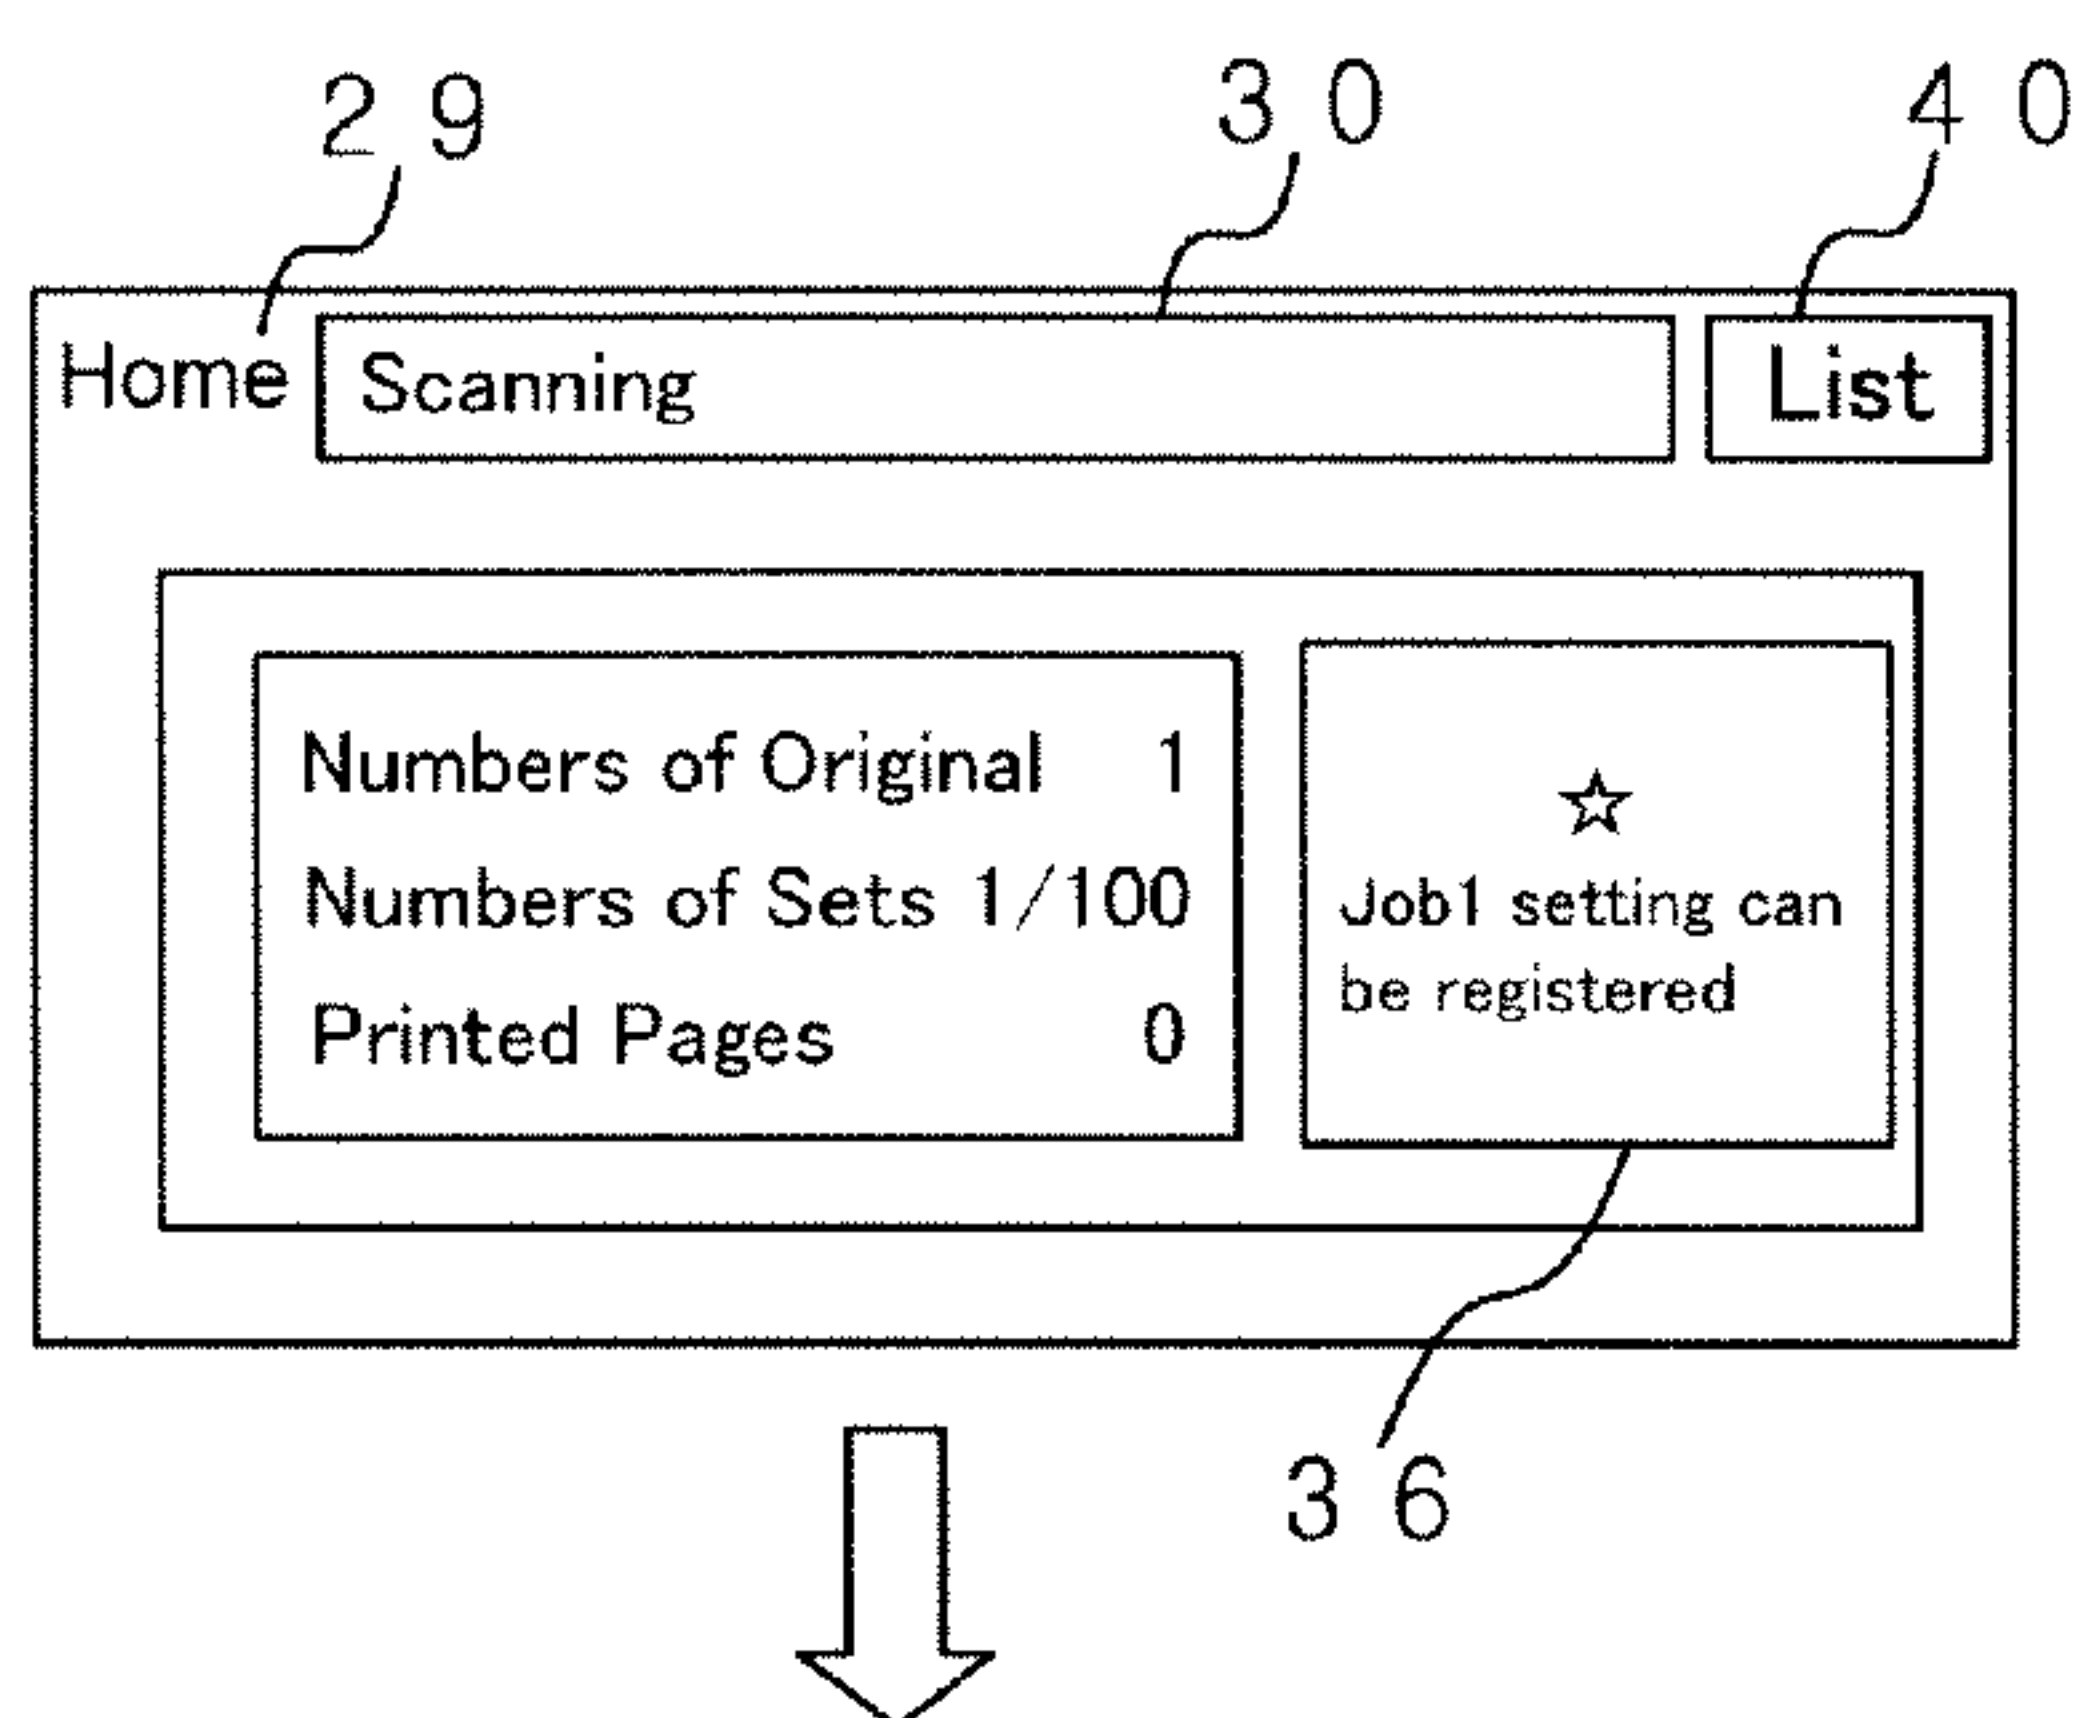 29 30 40
Home Scanning List
Numbers of Original 1
Numbers of Sets 1/100
Printed Pages 0
☆
Job1 setting can
be registered
36